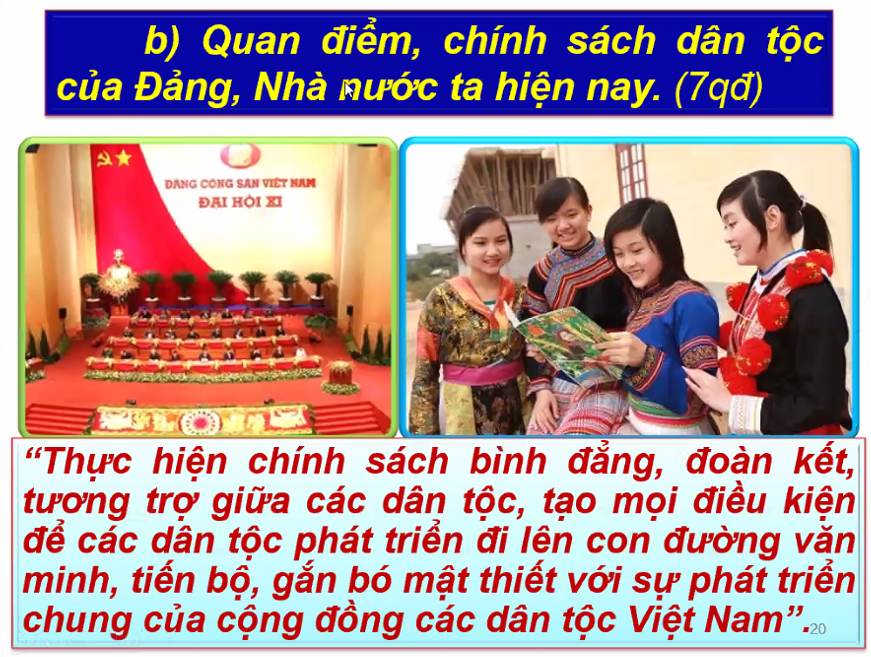 b) Quan điểm, chính sách dân tộc
của Đảng, Nhà nước ta hiện nay. (7qđ)
ĐẢNG CỘNG SẢN VIỆT NAM
ĐẠI HỘI XI
“Thực hiện chính sách bình đẳng, đoàn kết,
tương trợ giữa các dân tộc, tạo mọi điều kiện
để các dân tộc phát triển đi lên con đường văn
minh, tiến bộ, gắn bó mật thiết với sự phát triển
chung của cộng đồng các dân tộc Việt Nam”.
20